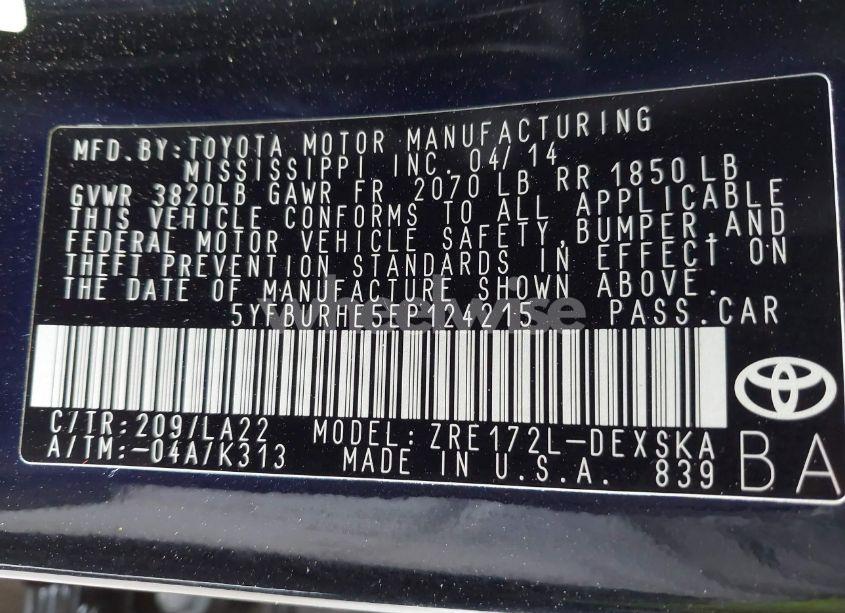 MFD.BY:TOYOTA MOTOR MANUFACTURING
MISSISSIPPI INC. 04/14
GVWR 3820LB GAWR FR 2070 LB RR 1850 LB
THIS VEHICLE CONFORMS TO ALL APPLICABLE
FEDERAL MOTOR VEHICLE SAFETY,BUMPER,AND
THEFT PREVENTION STANDARDS IN EFFECT ON
THE DATE OF MANUFACTURE SHOWN ABOVE.
PASS.CAR
wheelwise
C/TR:209/LA22 MODEL:ZRE172L-DEXSKA
A/TM:-04A/K313 MADE IN U.S.A. 839
BA